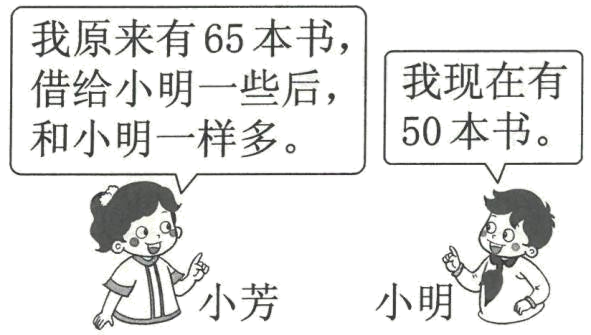 我原来有65本书，
借给小明一些后，
和小明一样多。
我现在有
50本书。
小芳
小明